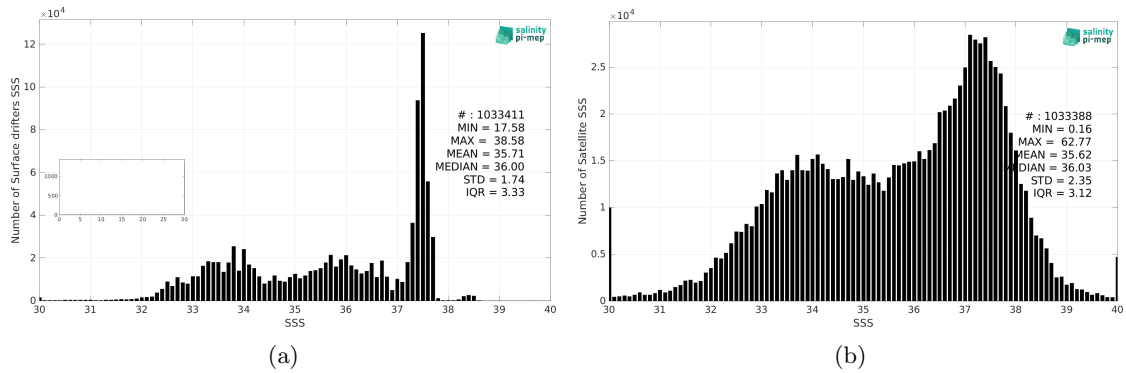 ×10⁴
salinity
pi-mep
Number of Surface drifters SSS
12
10
8
6
4
2
0
# : 1033411
MIN = 17.58
MAX = 38.58
MEAN = 35.71
MEDIAN = 36.00
STD = 1.74
IQR = 3.33
1000
500
0
0 5 10 15 20 25 30
30 31 32 33 34 35 36 37 38 39 40
SSS
(a)
×10⁴
salinity
pi-mep
Number of Satellite SSS
2.5
2
1.5
1
0.5
0
# : 1033388
MIN = 0.16
MAX = 62.77
MEAN = 35.62
MEDIAN = 36.03
STD = 2.35
IQR = 3.12
30 31 32 33 34 35 36 37 38 39 40
SSS
(b)